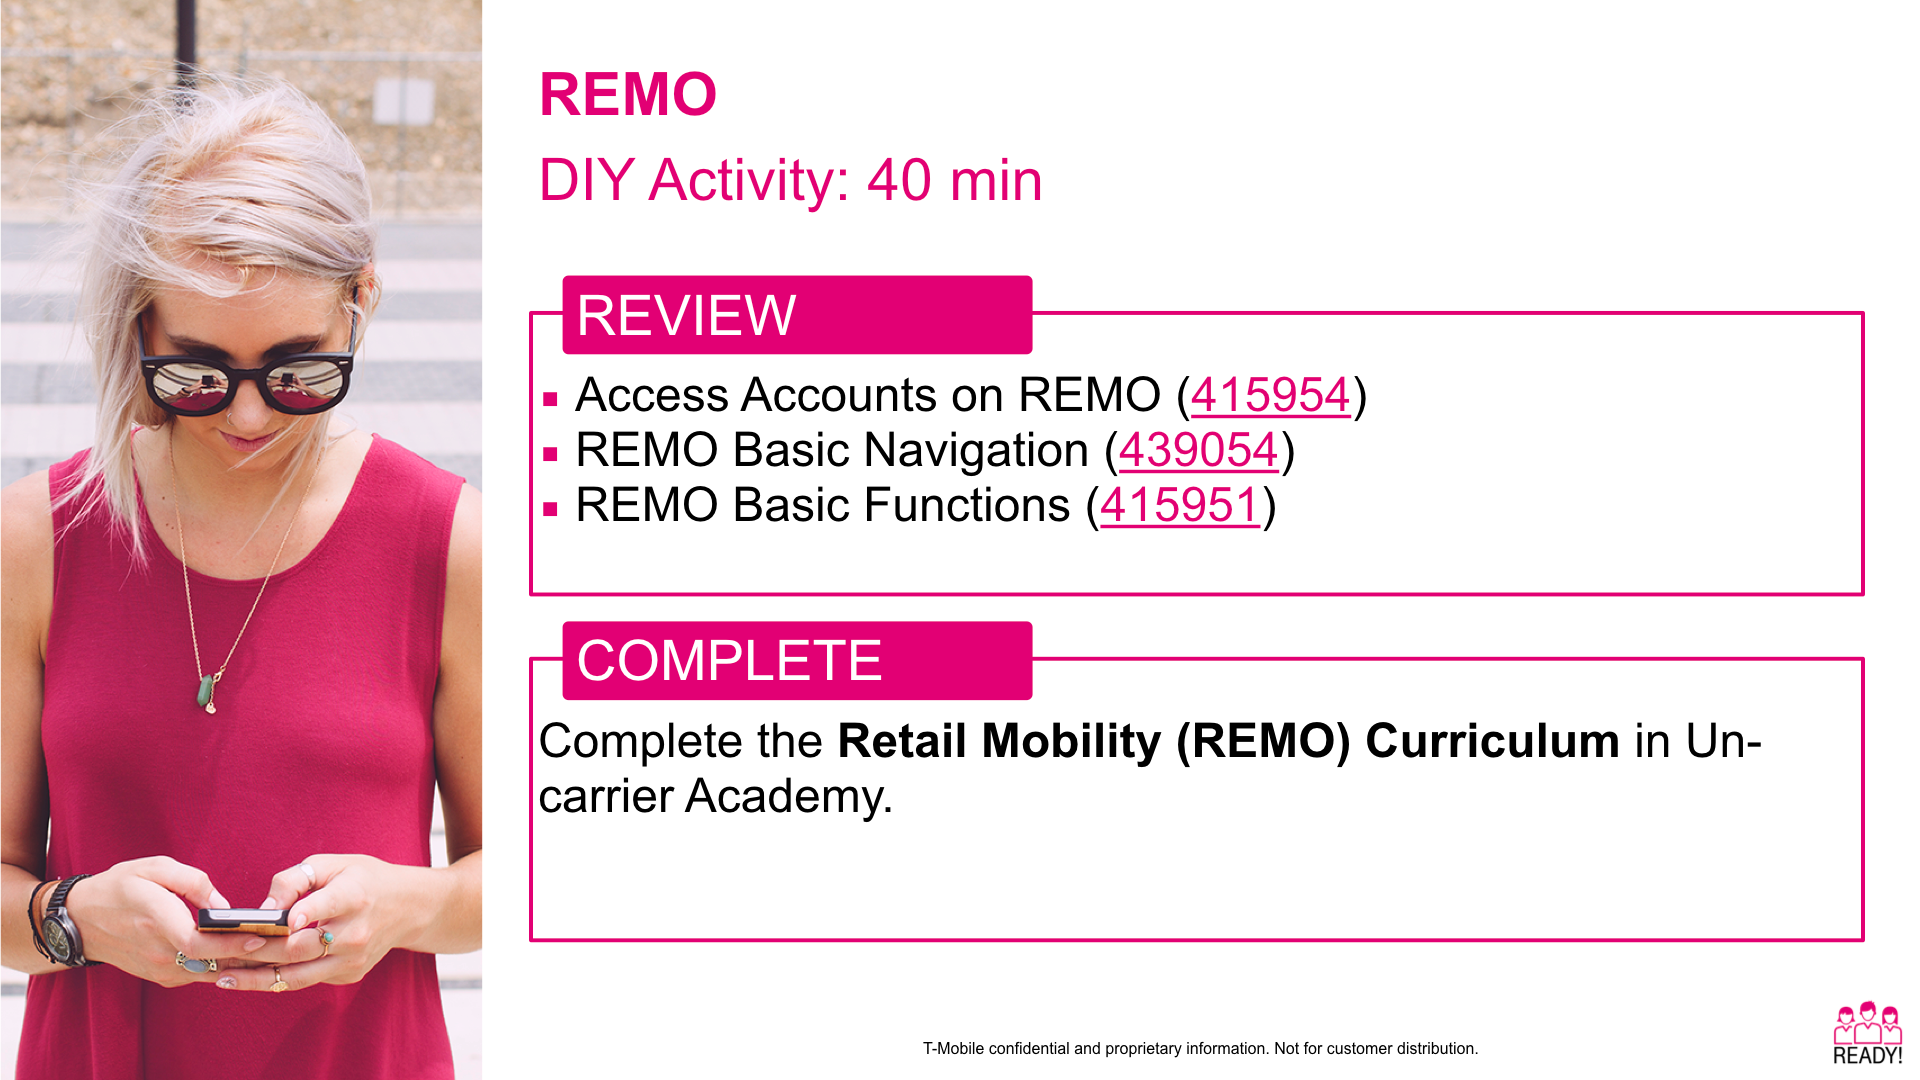 REMO
DIY Activity: 40 min
REVIEW
▪ Access Accounts on REMO (415954)
▪ REMO Basic Navigation (439054)
▪ REMO Basic Functions (415951)
COMPLETE
Complete the Retail Mobility (REMO) Curriculum in Un-
carrier Academy.
T-Mobile confidential and proprietary information. Not for customer distribution.
READY!